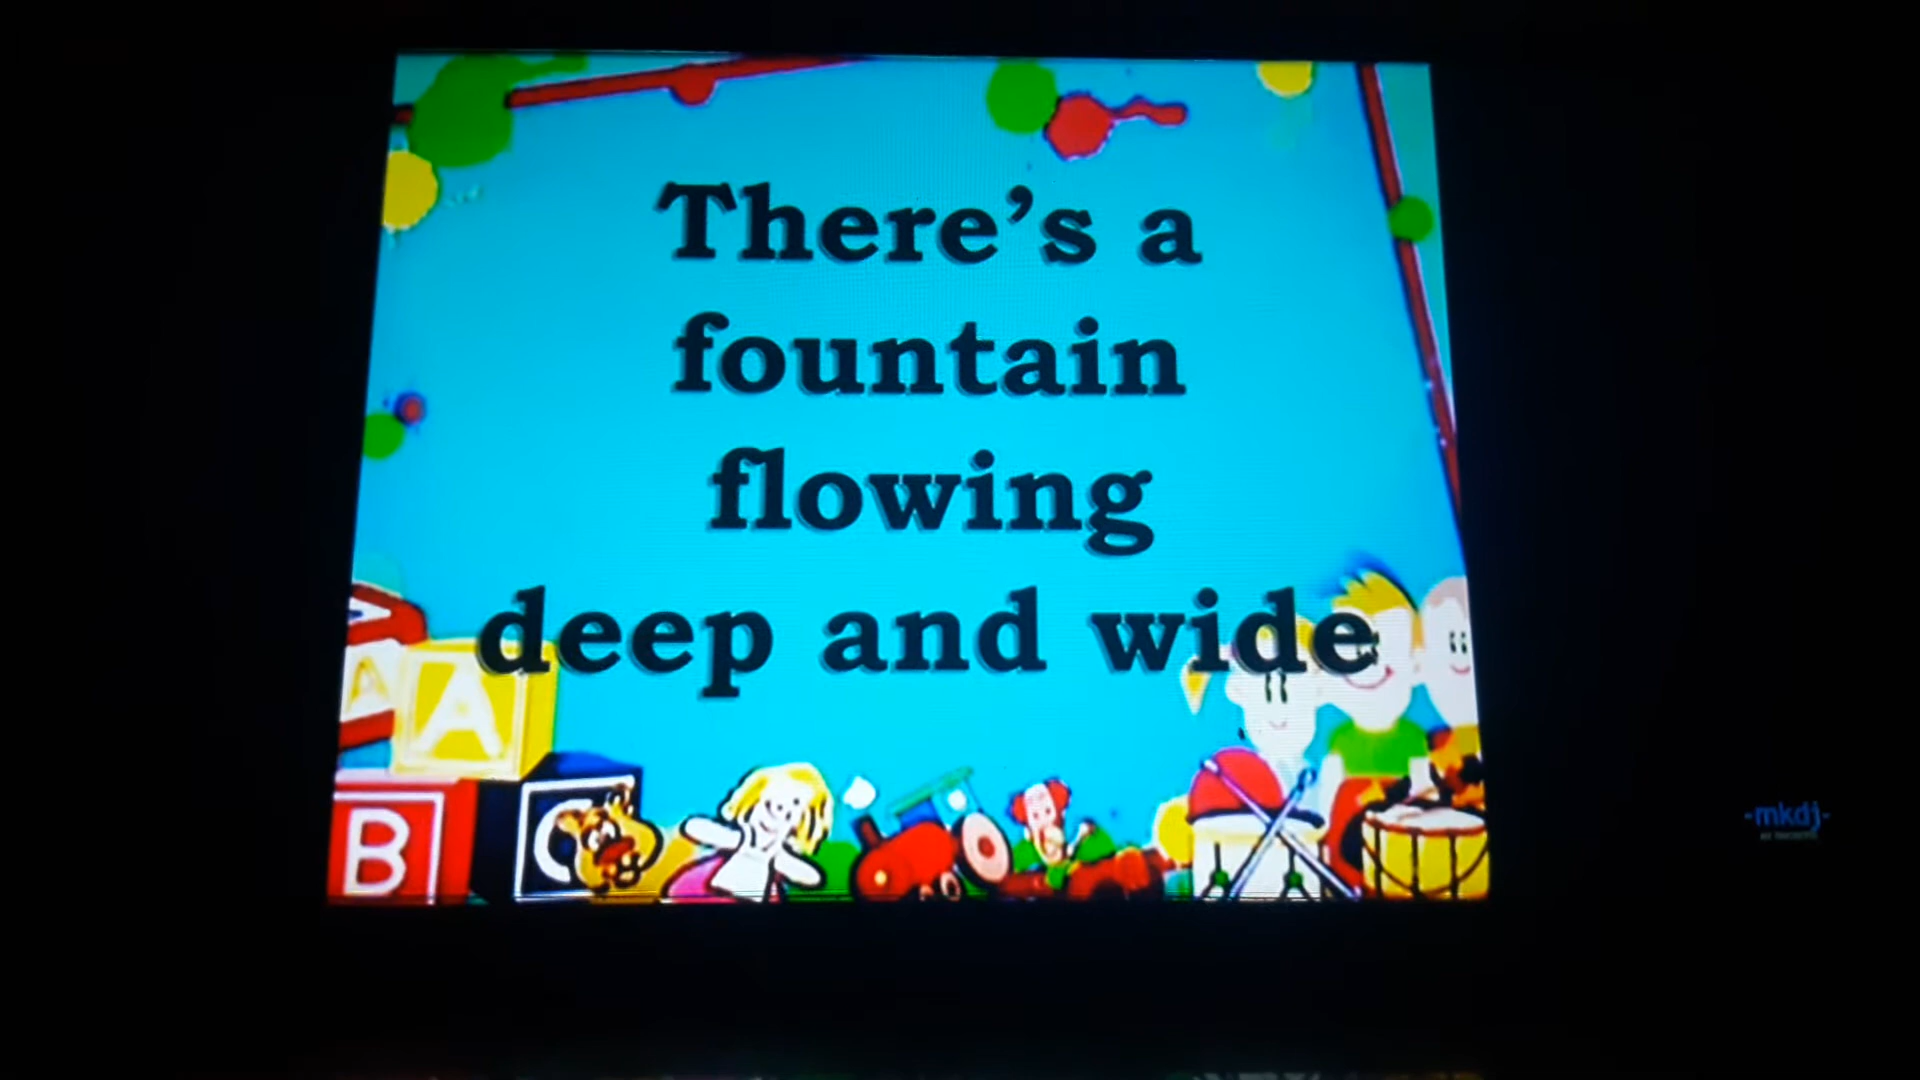 There's a
fountain
flowing
deep and wide
A
A
B
C
-mkdj-